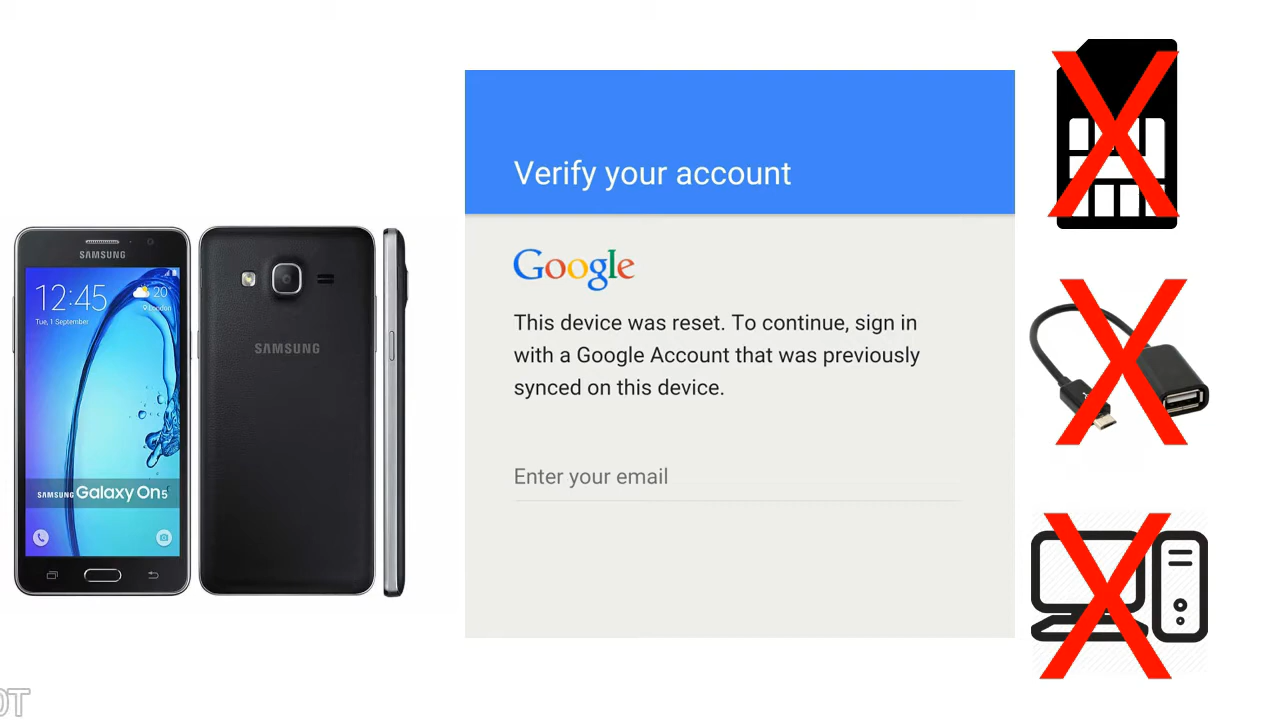 SAMSUNG
12:45
20°
Tue, 1 September
London
SAMSUNG Galaxy On5
SAMSUNG
Verify your account
Google
This device was reset. To continue, sign in
with a Google Account that was previously
synced on this device.
Enter your email